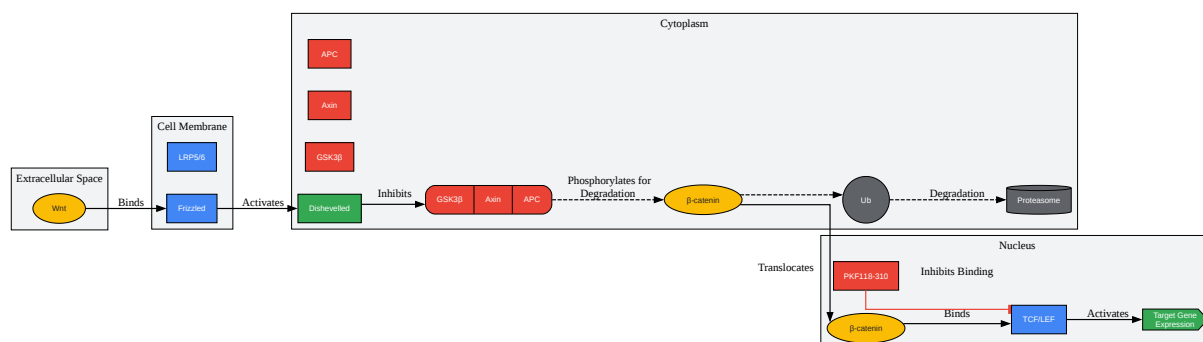 Cytoplasm
APC
Axin
GSK3β
Cell Membrane
LRP5/6
Extracellular Space
Wnt
Binds
Frizzled
Activates
Dishevelled
Inhibits
GSK3β
Axin
APC
Phosphorylates for
Degradation
β-catenin
Ub
Degradation
Proteasome
Nucleus
Translocates
PKF118-310
Inhibits Binding
β-catenin
Binds
TCF/LEF
Activates
Target Gene
Expression